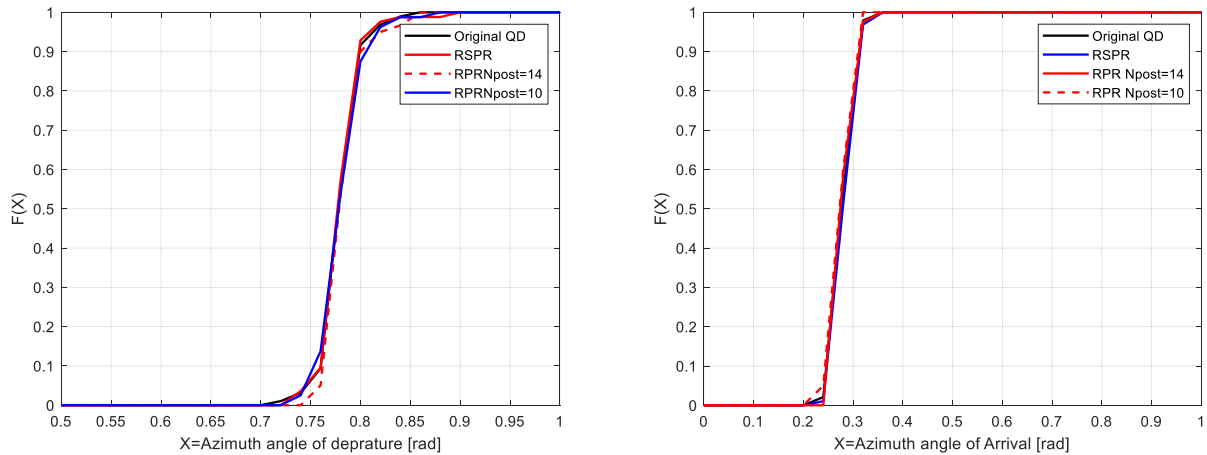 1
0.9
0.8
0.7
0.6
0.5
0.4
0.3
0.2
0.1
0
F(X)
Original QD
RSPR
RPRNpost=14
RPRNpost=10
0.5 0.55 0.6 0.65 0.7 0.75 0.8 0.85 0.9 0.95 1
X=Azimuth angle of deprature [rad]
1
0.9
0.8
0.7
0.6
0.5
0.4
0.3
0.2
0.1
0
F(X)
Original QD
RSPR
RPR Npost=14
RPR Npost=10
0 0.1 0.2 0.3 0.4 0.5 0.6 0.7 0.8 0.9 1
X=Azimuth angle of Arrival [rad]